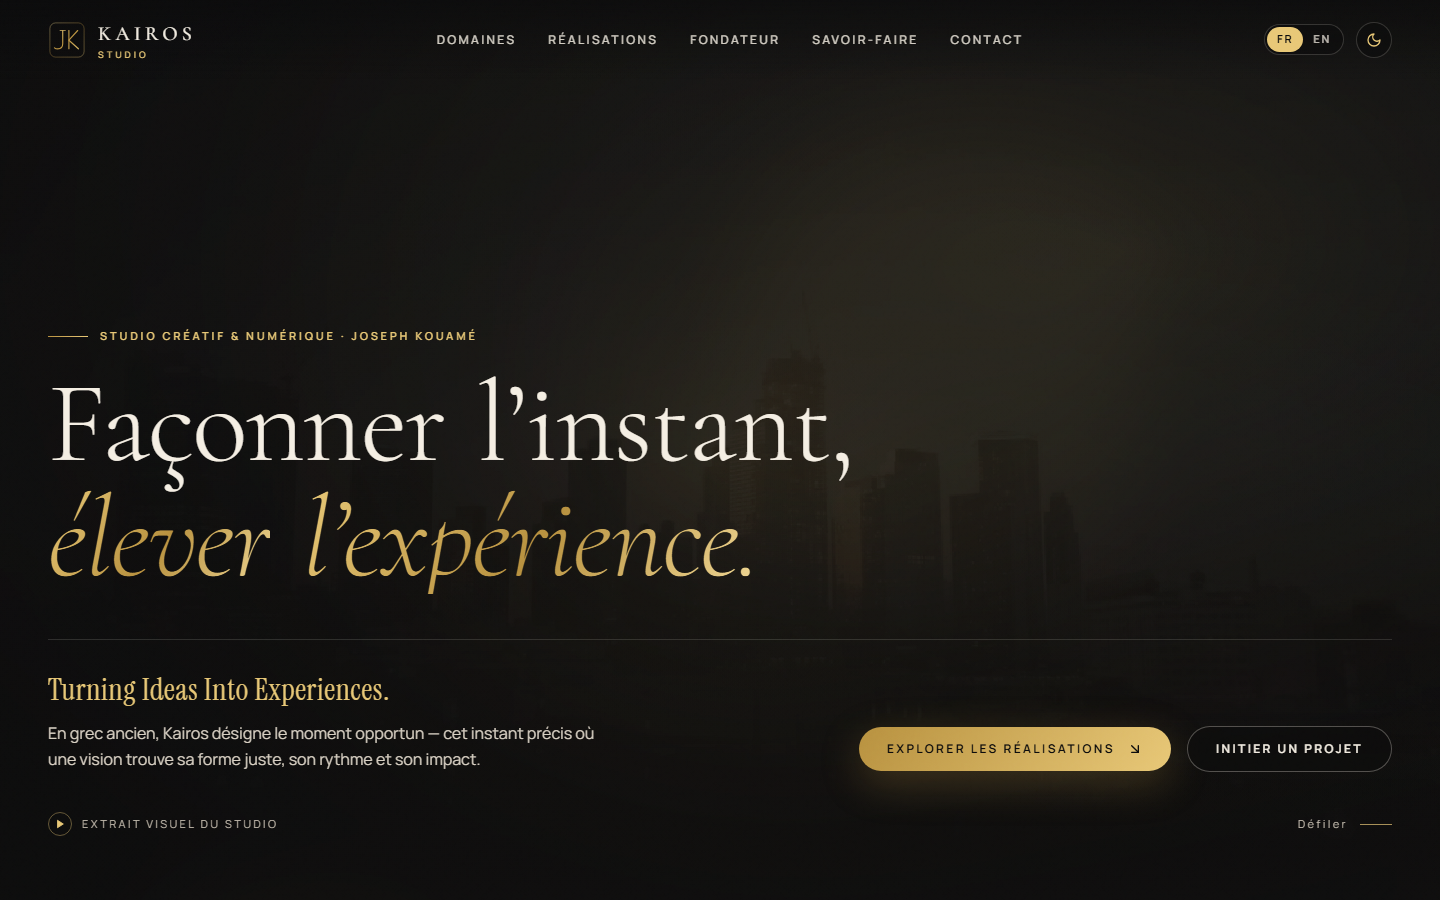 JK
KAIROS
STUDIO
DOMAINES
RÉALISATIONS
FONDATEUR
SAVOIR-FAIRE
CONTACT
FR
EN
STUDIO CRÉATIF & NUMÉRIQUE · JOSEPH KOUAMÉ
Façonner l’instant,
élever l’expérience.
Turning Ideas Into Experiences.
En grec ancien, Kairos désigne le moment opportun — cet instant précis où
une vision trouve sa forme juste, son rythme et son impact.
EXPLORER LES RÉALISATIONS
INITIER UN PROJET
EXTRAIT VISUEL DU STUDIO
Défiler